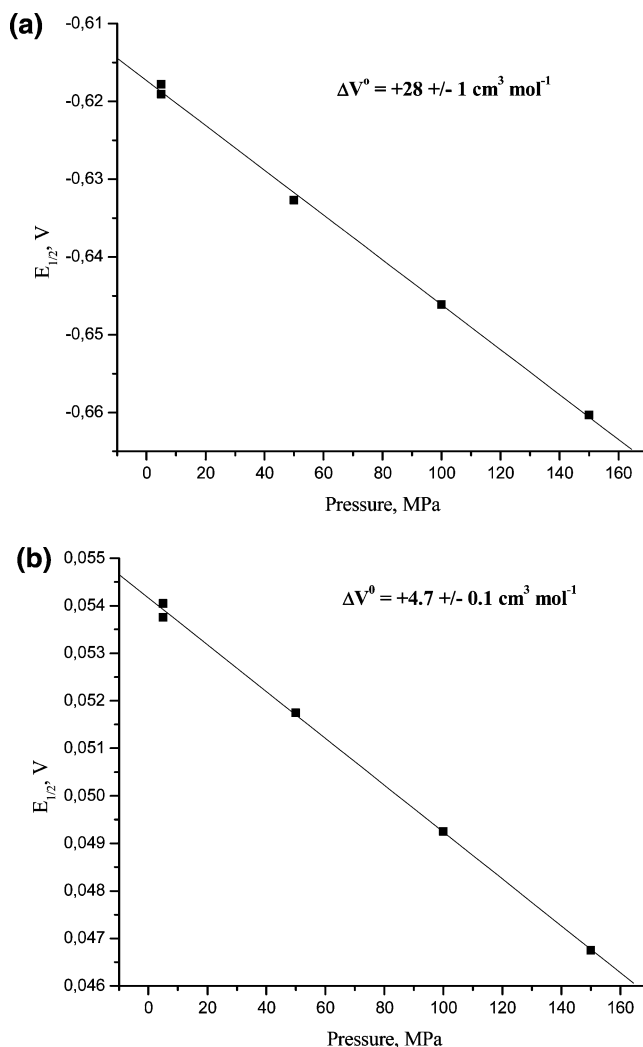 (a)
-0,61
-0,62
-0,63
-0,64
-0,65
-0,66
E1/2, V
ΔV° = +28 +/- 1 cm³ mol⁻¹
0 20 40 60 80 100 120 140 160
Pressure, MPa
(b)
0,055
0,054
0,053
0,052
0,051
0,050
0,049
0,048
0,047
0,046
E1/2, V
ΔV⁰ = +4.7 +/- 0.1 cm³ mol⁻¹
0 20 40 60 80 100 120 140 160
Pressure, MPa